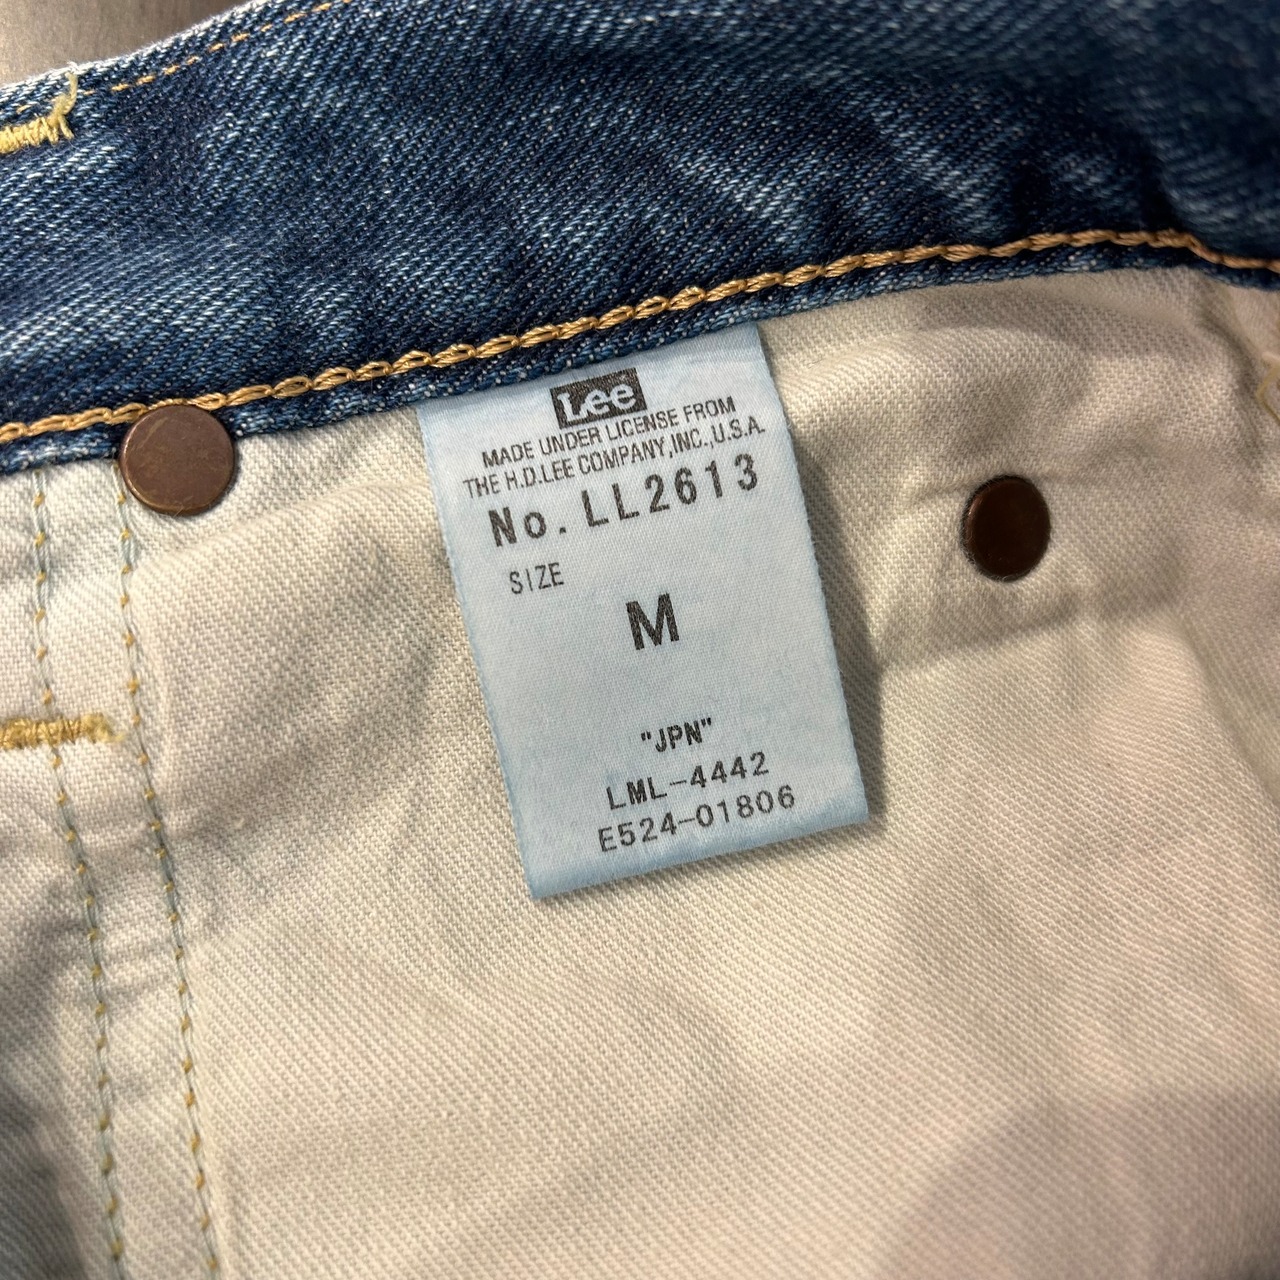 Lee
MADE UNDER LICENSE FROM
THE H.D.LEE COMPANY,INC.,U.S.A.
No. LL2613
SIZE
M
"JPN"
LML-4442
E524-01806